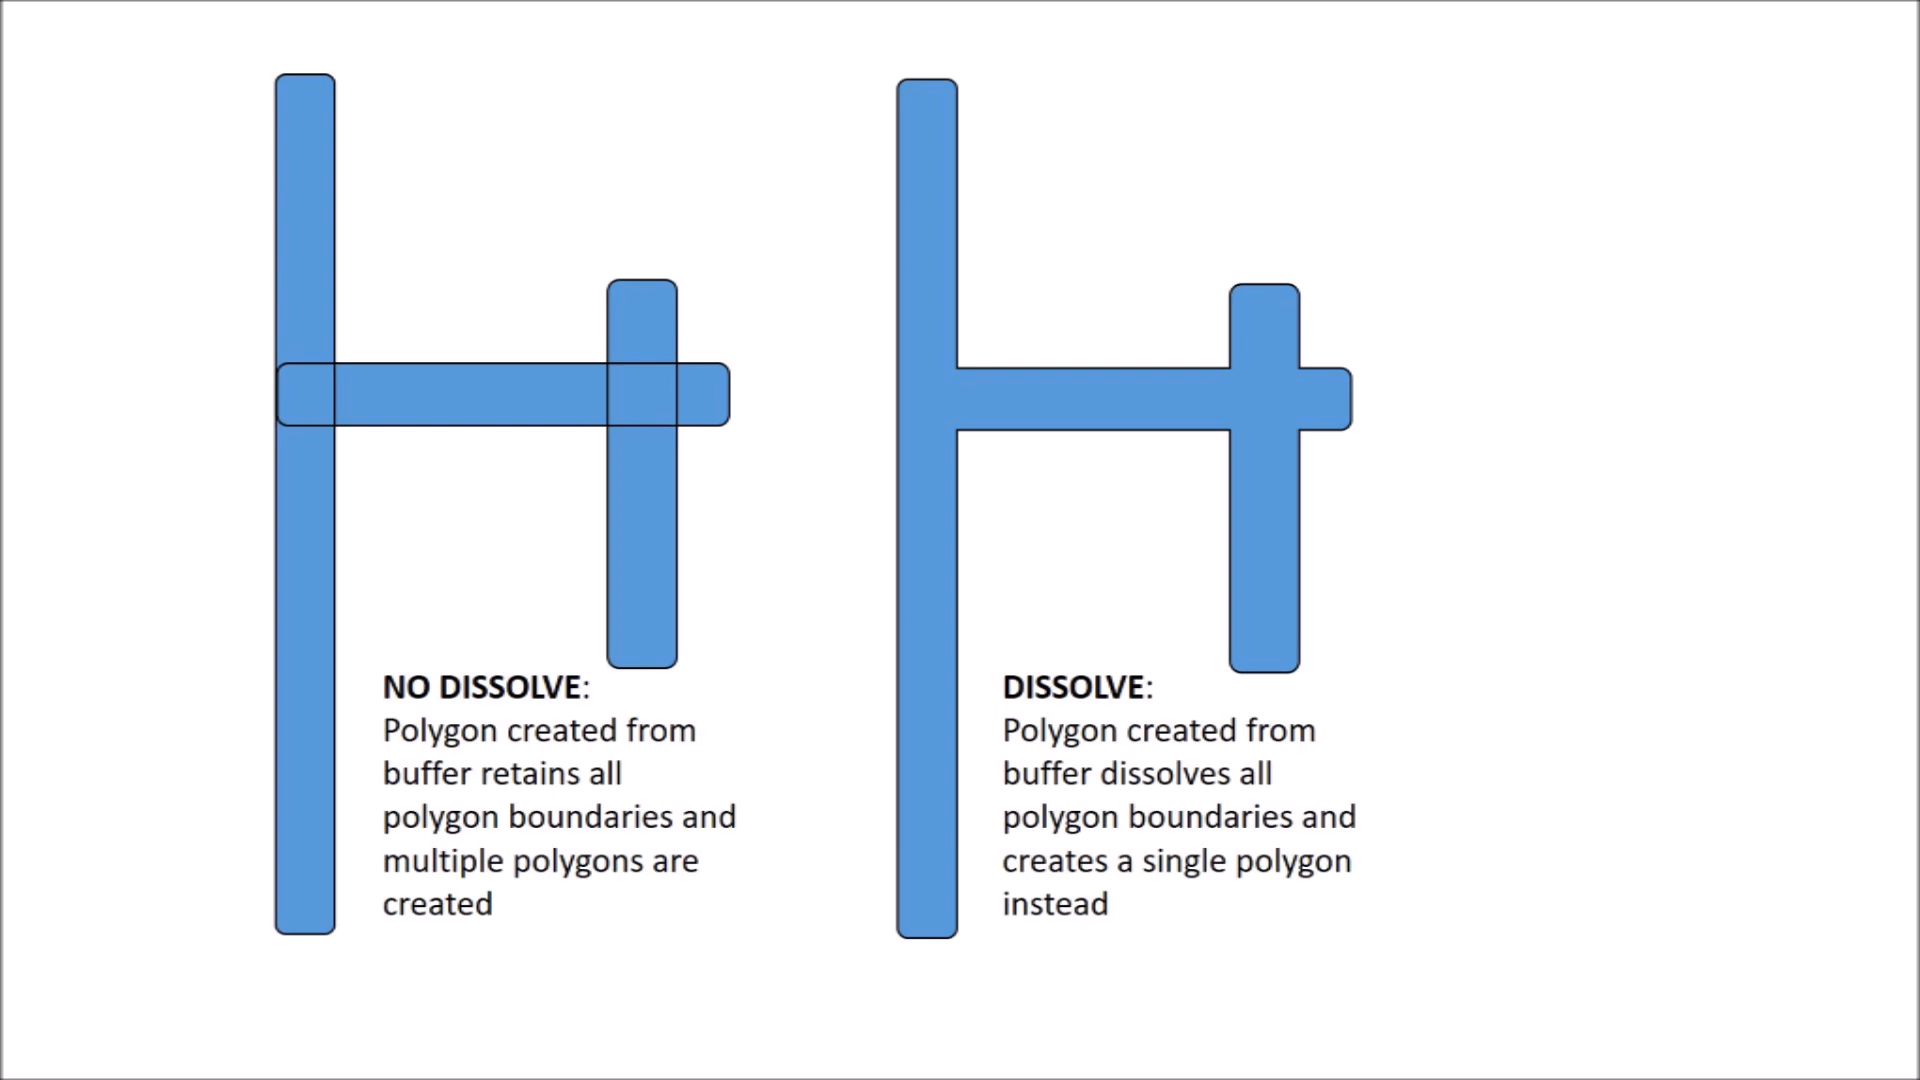 NO DISSOLVE:
Polygon created from
buffer retains all
polygon boundaries and
multiple polygons are
created
DISSOLVE:
Polygon created from
buffer dissolves all
polygon boundaries and
creates a single polygon
instead